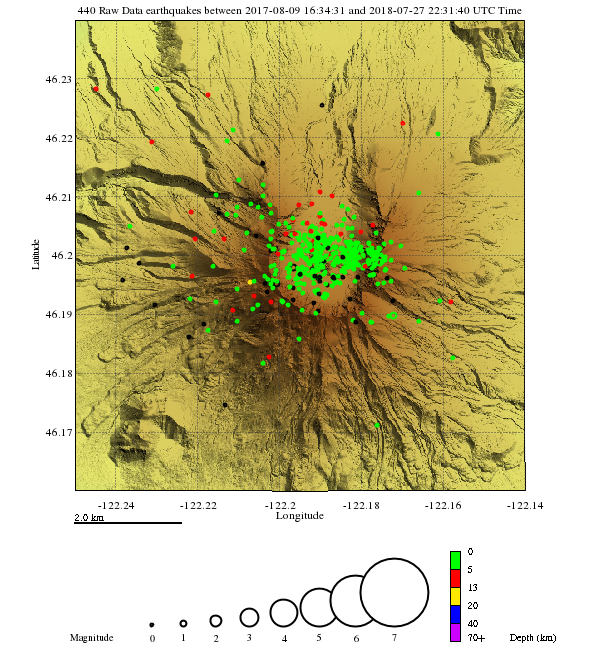 440 Raw Data earthquakes between 2017-08-09 16:34:31 and 2018-07-27 22:31:40 UTC Time
46.23
46.22
46.21
46.2
46.19
46.18
46.17
Latitude
-122.24 -122.22 -122.2 -122.18 -122.16 -122.14
Longitude
2.0 km
0
5
13
20
40
70+
Magnitude 0 1 2 3 4 5 6 7
Depth (km)